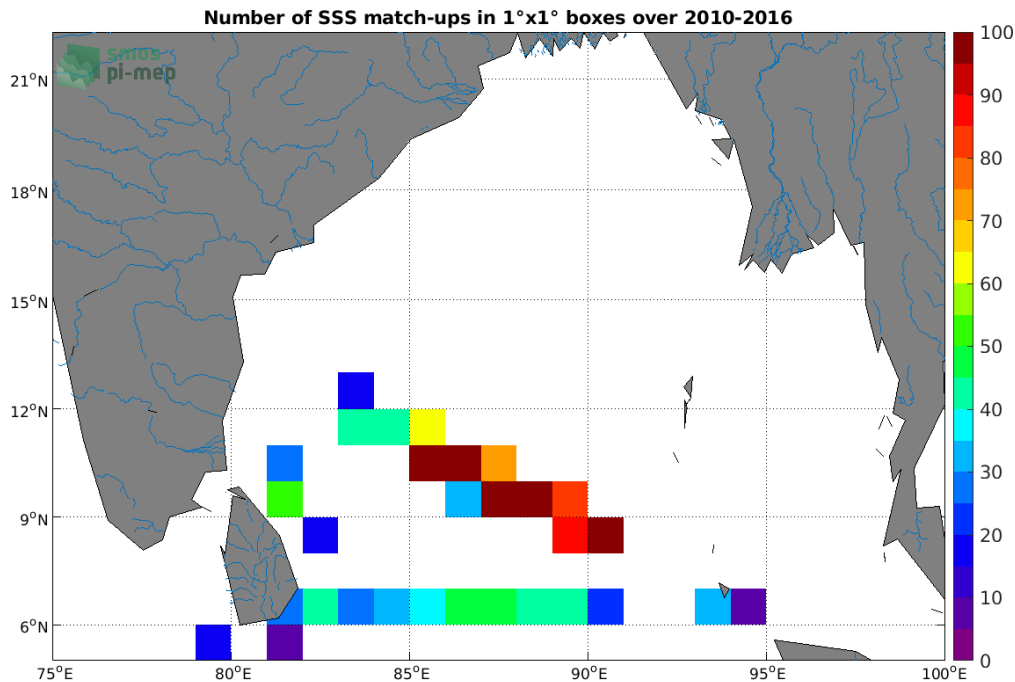 Number of SSS match-ups in 1°x1° boxes over 2010-2016
smos
pi-mep
21°N
18°N
15°N
12°N
9°N
6°N
75°E
80°E
85°E
90°E
95°E
100°E
100
90
80
70
60
50
40
30
20
10
0